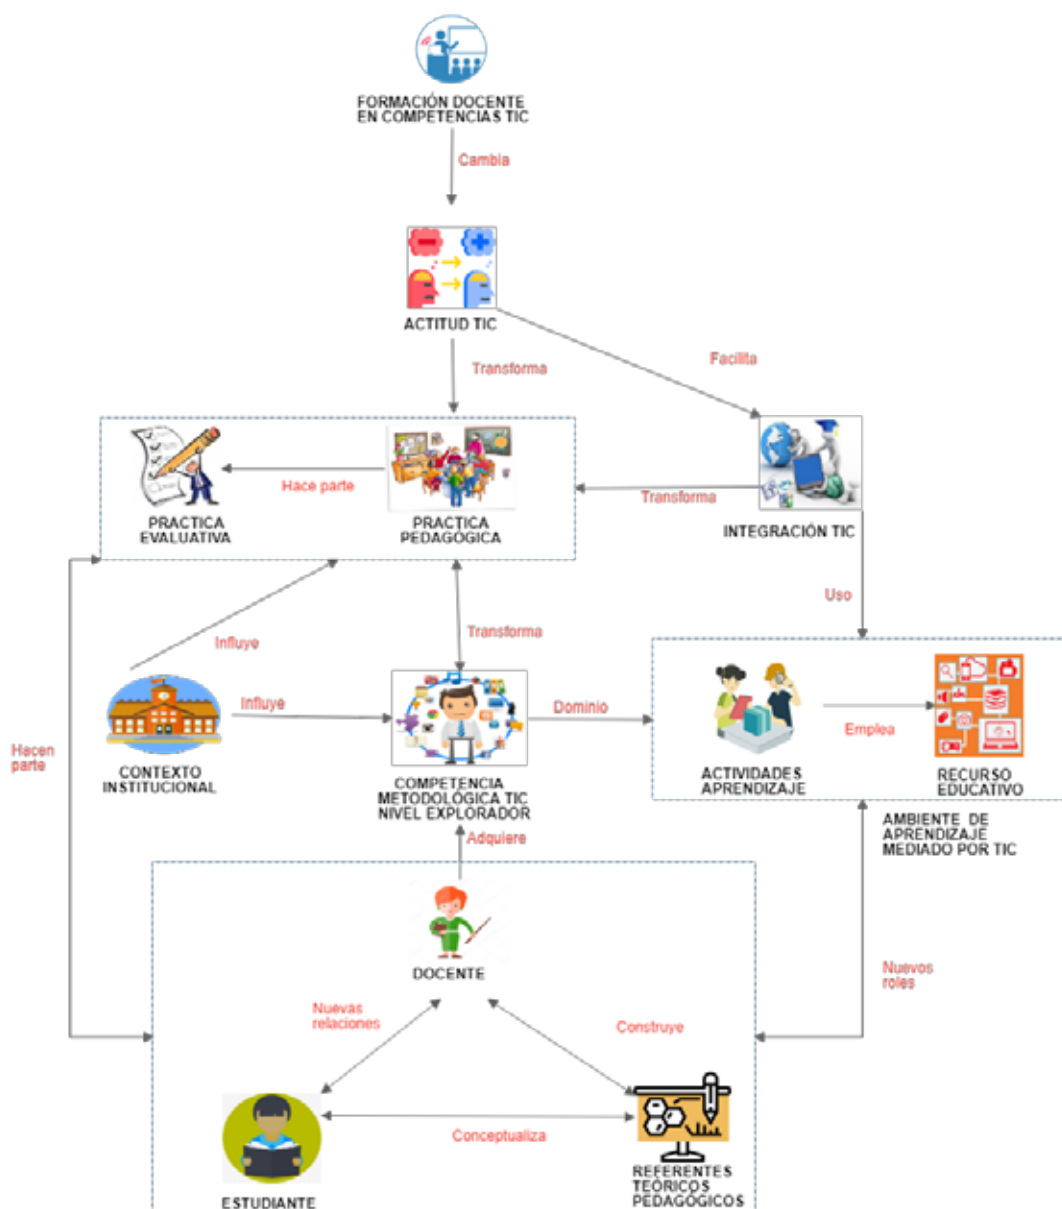 FORMACIÓN DOCENTE
EN COMPETENCIAS TIC
Cambia
ACTITUD TIC
Transforma
Facilita
Hace parte
Transforma
PRACTICA
EVALUATIVA
PRACTICA
PEDAGÓGICA
INTEGRACIÓN TIC
Uso
Influye
Transforma
Influye
Dominio
Emplea
Hacen
parte
CONTEXTO
INSTITUCIONAL
COMPETENCIA
METODOLÓGICA TIC
NIVEL EXPLORADOR
ACTIVIDADES
APRENDIZAJE
RECURSO
EDUCATIVO
AMBIENTE DE
APRENDIZAJE
MEDIADO POR TIC
Adquiere
DOCENTE
Nuevos
roles
Nuevas
relaciones
Construye
Conceptualiza
ESTUDIANTE
REFERENTES
TEÓRICOS
PEDAGÓGICOS